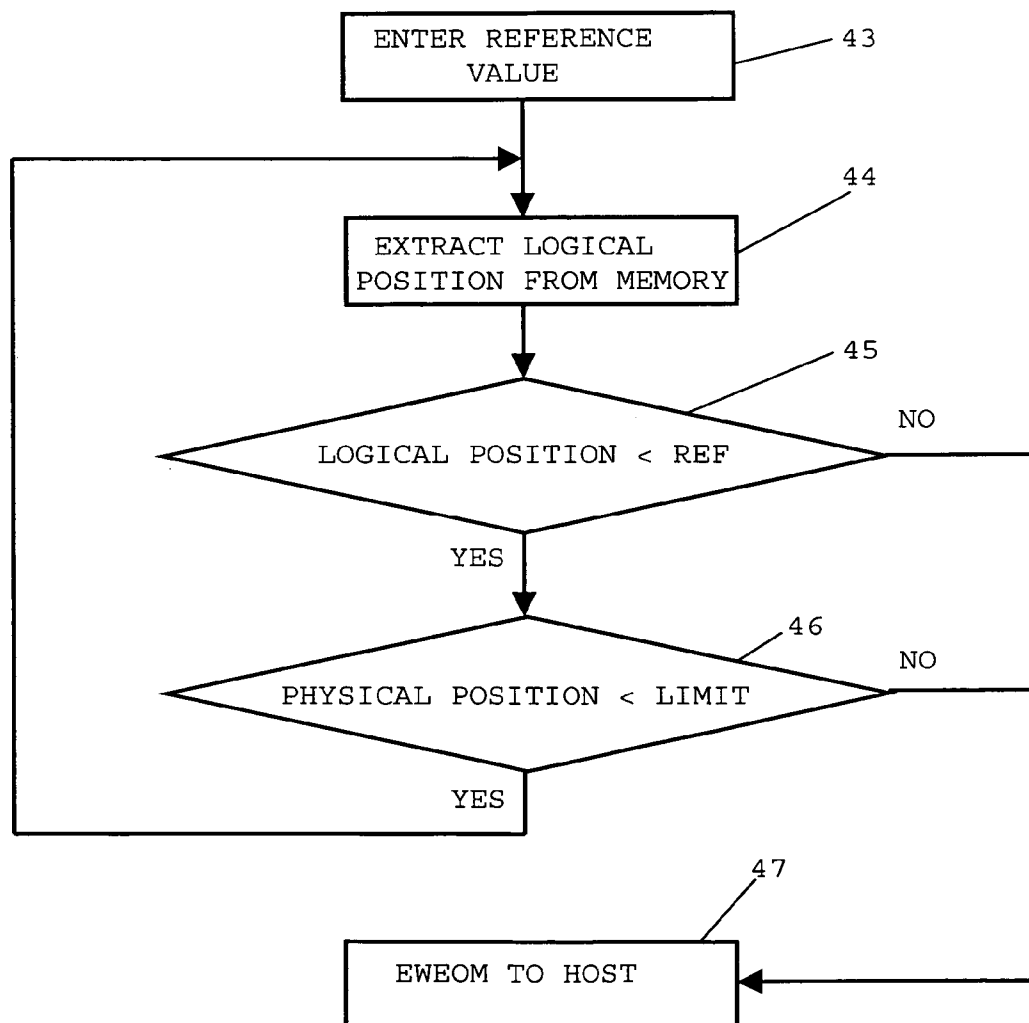 ENTER REFERENCE
VALUE
43
44
EXTRACT LOGICAL
POSITION FROM MEMORY
45
NO
LOGICAL POSITION < REF
YES
46
NO
PHYSICAL POSITION < LIMIT
YES
47
EWEOM TO HOST